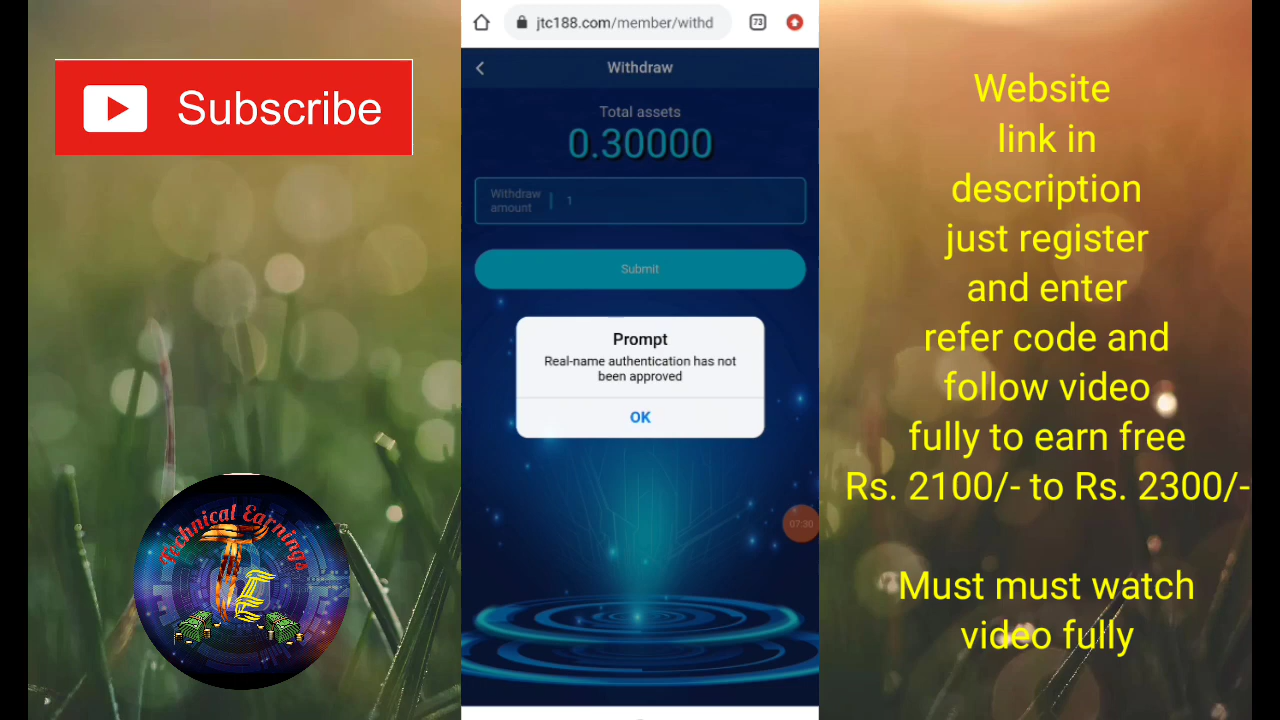 Subscribe
Technical Earnings
TE
jtc188.com/member/withd
73
Withdraw
Total assets
0.30000
Withdraw
amount
1
Submit
Prompt
Real-name authentication has not
been approved
OK
07:30
Website
link in
description
just register
and enter
refer code and
follow video
fully to earn free
Rs. 2100/- to Rs. 2300/-
Must must watch
video fully